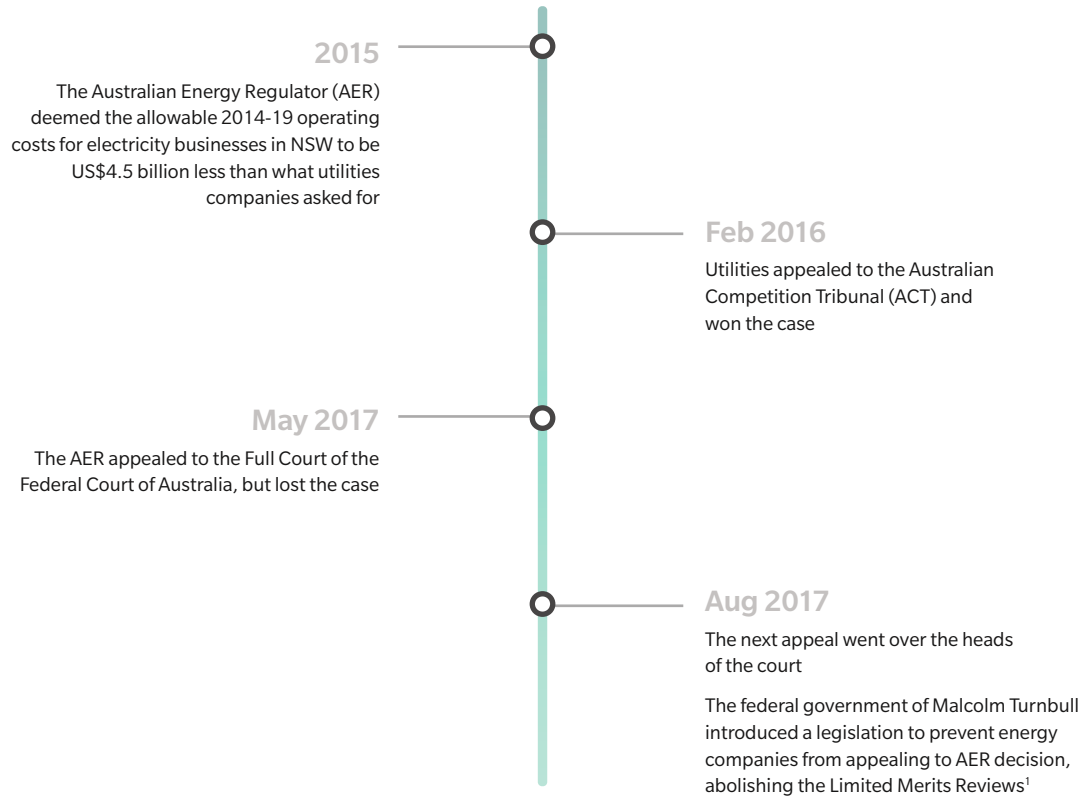 2015
The Australian Energy Regulator (AER)
deemed the allowable 2014-19 operating
costs for electricity businesses in NSW to be
US$4.5 billion less than what utilities
companies asked for
Feb 2016
Utilities appealed to the Australian
Competition Tribunal (ACT) and
won the case
May 2017
The AER appealed to the Full Court of the
Federal Court of Australia, but lost the case
Aug 2017
The next appeal went over the heads
of the court
The federal government of Malcolm Turnbull
introduced a legislation to prevent energy
companies from appealing to AER decision,
abolishing the Limited Merits Reviews¹